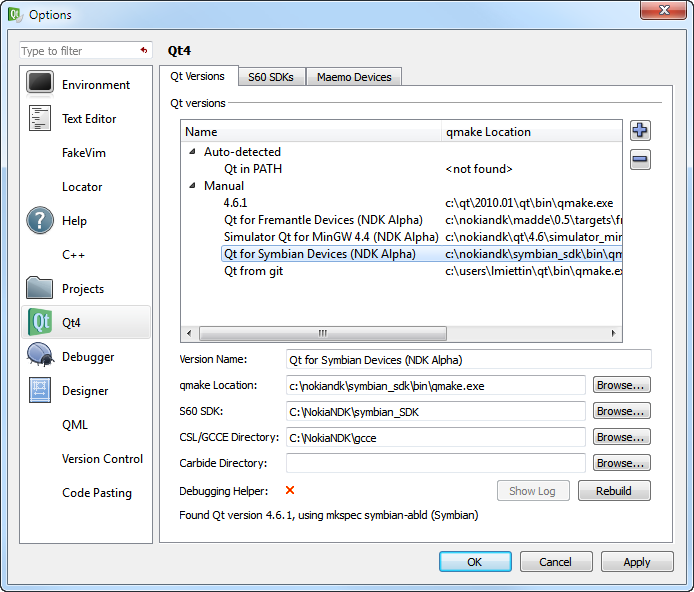 Options
Type to filter
Environment
Text Editor
FakeVim
Locator
Help
C++
Projects
Qt4
Debugger
Designer
QML
Version Control
Code Pasting
Qt4
Qt Versions S60 SDKs Maemo Devices
Qt versions
Name qmake Location
Auto-detected
Qt in PATH <not found>
Manual
4.6.1 c:\qt\2010.01\qt\bin\qmake.exe
Qt for Fremantle Devices (NDK Alpha) c:\nokiandk\madde\0.5\targets\fr
Simulator Qt for MinGW 4.4 (NDK Alpha) c:\nokiandk\qt\4.6\simulator_min
Qt for Symbian Devices (NDK Alpha) c:\nokiandk\symbian_sdk\bin\qm
Qt from git c:\users\lmiettin\qt\bin\qmake.ex
Version Name: Qt for Symbian Devices (NDK Alpha)
qmake Location: c:\nokiandk\symbian_sdk\bin\qmake.exe Browse...
S60 SDK: C:\NokiaNDK\symbian_SDK Browse...
CSL/GCCE Directory: C:\NokiaNDK\gcce Browse...
Carbide Directory: Browse...
Debugging Helper: Show Log Rebuild
Found Qt version 4.6.1, using mkspec symbian-abld (Symbian)
OK Cancel Apply